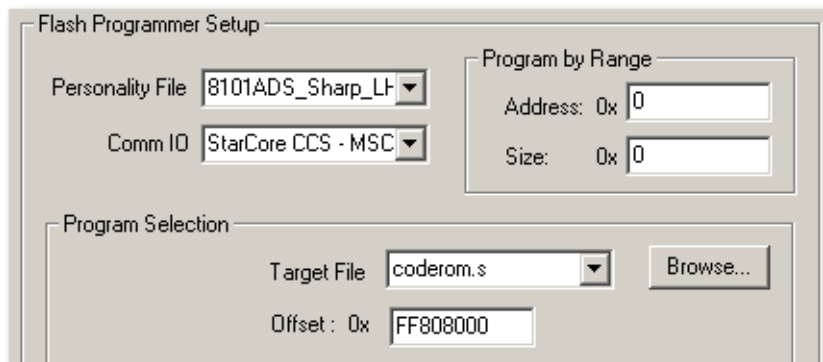 Flash Programmer Setup
Personality File 8101ADS_Sharp_LH
Comm IO StarCore CCS - MSC
Program by Range
Address: 0x 0
Size: 0x 0
Program Selection
Target File coderom.s Browse...
Offset : 0x FF808000